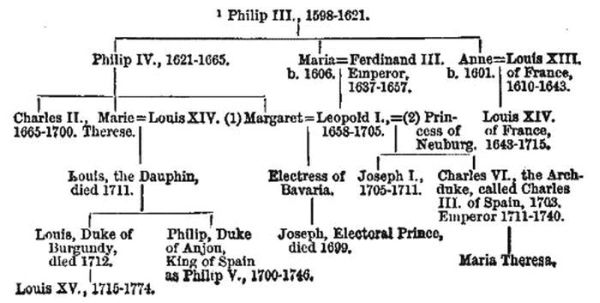 ¹ Philip III., 1598-1621.
Philip IV., 1621-1665.
Maria=Ferdinand III.
b. 1606. Emperor,
1637-1657.
Anne=Louis XIII.
b. 1601. of France,
1610-1643.
Charles II., Marie=Louis XIV. (1) Margaret=Leopold I.,=(2) Prin-
1665-1700. Therese.
1658-1705.
cess of
Neuburg.
Louis XIV.
of France,
1643-1715.
Louis, the Dauphin,
died 1711.
Electress of
Bavaria.
Joseph I.,
1705-1711.
Charles VI., the Arch-
duke, called Charles
III. of Spain, 1703.
Emperor 1711-1740.
Louis, Duke of
Burgundy,
died 1712.
Philip, Duke
of Anjon,
King of Spain
as Philip V., 1700-1746.
Joseph, Electoral Prince,
died 1699.
Maria Theresa.
Louis XV., 1715-1774.